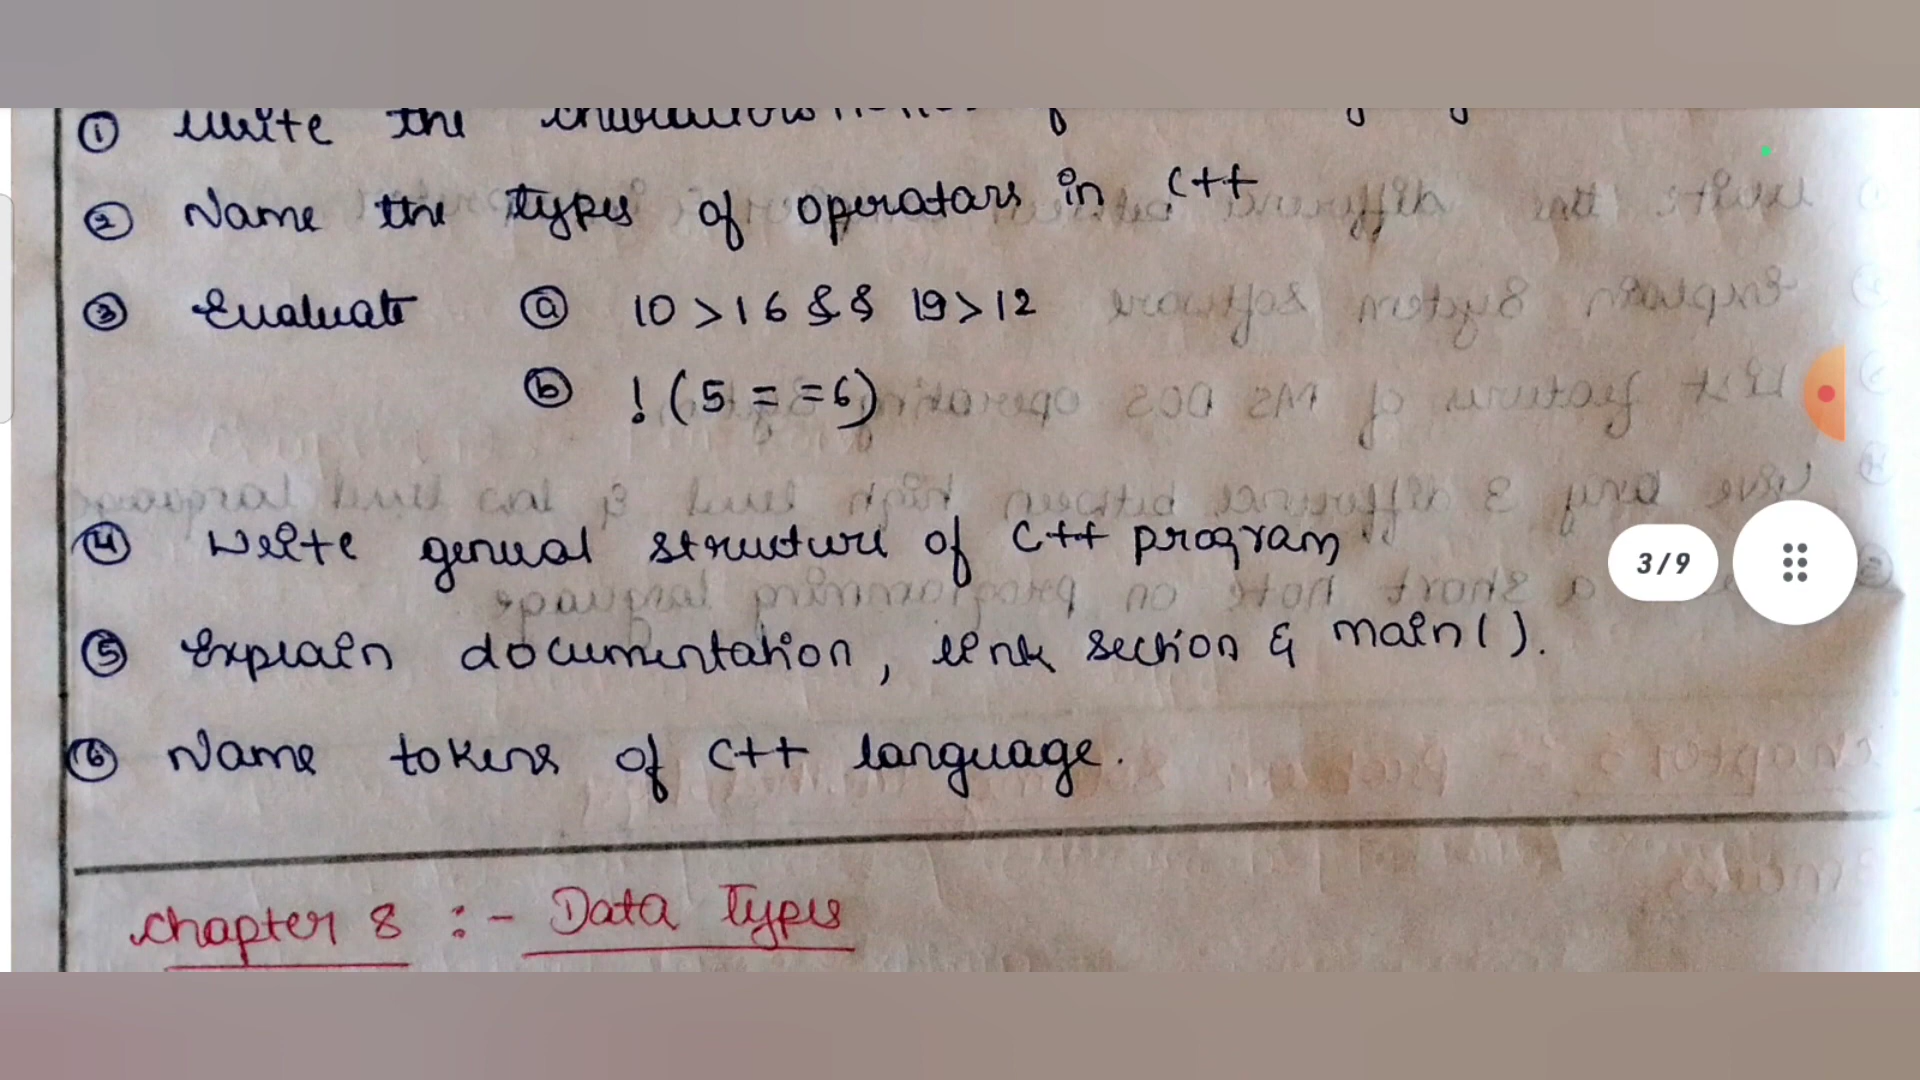 ① Write the
② Name the types of operators in C++
③ Evaluate ⓐ 10 > 16 && 19 > 12
ⓑ ! (5 = = 6)
④ Write general structure of C++ program
3/9
⑤ Explain documentation, link section & main( ).
⑥ Name tokens of C++ language.
Chapter 8 :- Data Types